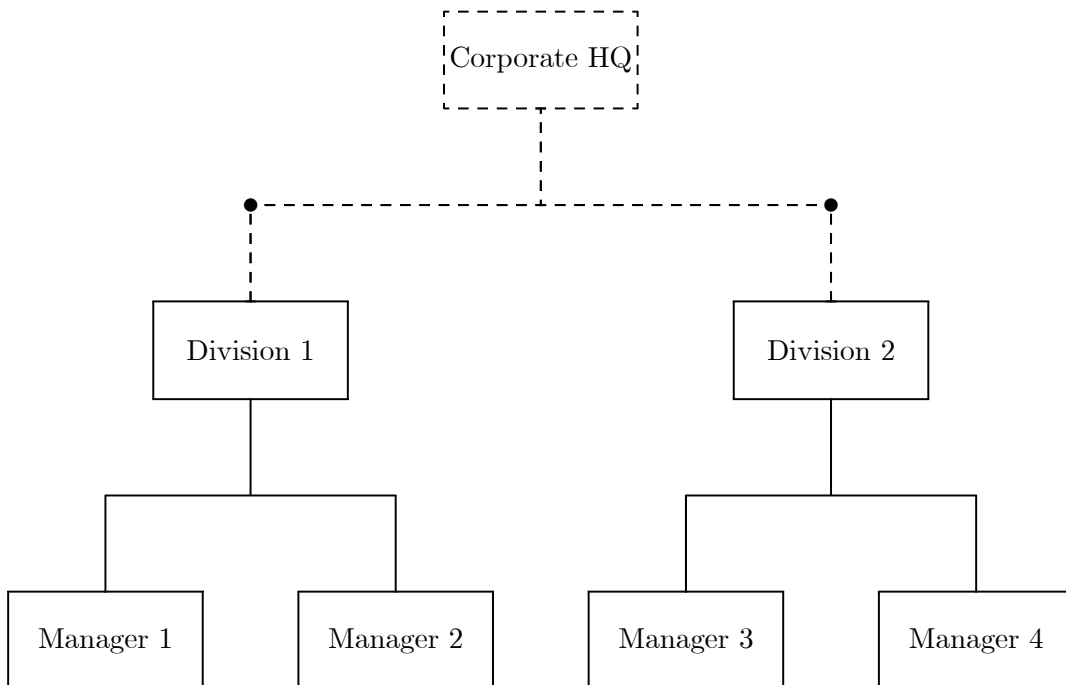 Corporate HQ
Division 1
Division 2
Manager 1
Manager 2
Manager 3
Manager 4